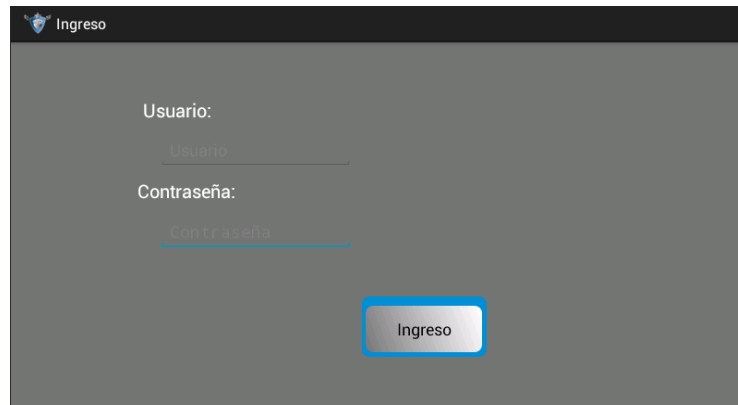 Ingreso
Usuario:
Usuario
Contraseña:
Contraseña
Ingreso